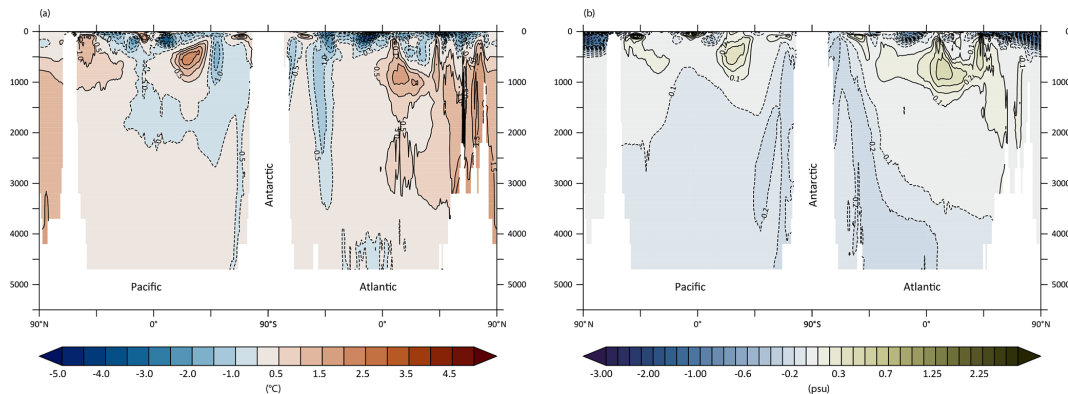 (a)
0
1000
2000
3000
4000
5000
Antarctic
Pacific
Atlantic
0
1000
2000
3000
4000
5000
90°N
0°
90°S
0°
90°N
-5.0
-4.0
-3.0
-2.0
-1.0
0.5
1.5
2.5
3.5
4.5
(°C)
(b)
0
1000
2000
3000
4000
5000
Antarctic
Pacific
Atlantic
0
1000
2000
3000
4000
5000
90°N
0°
90°S
0°
90°N
-3.00
-2.00
-1.00
-0.6
-0.2
0.3
0.7
1.25
2.25
(psu)